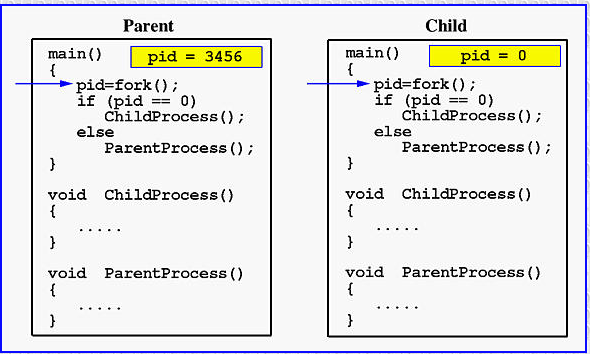 Parent
main() pid = 3456
{
pid=fork();
if (pid == 0)
ChildProcess();
else
ParentProcess();
}
void ChildProcess()
{
.....
}
void ParentProcess()
{
.....
}
Child
main() pid = 0
{
pid=fork();
if (pid == 0)
ChildProcess();
else
ParentProcess();
}
void ChildProcess()
{
.....
}
void ParentProcess()
{
.....
}